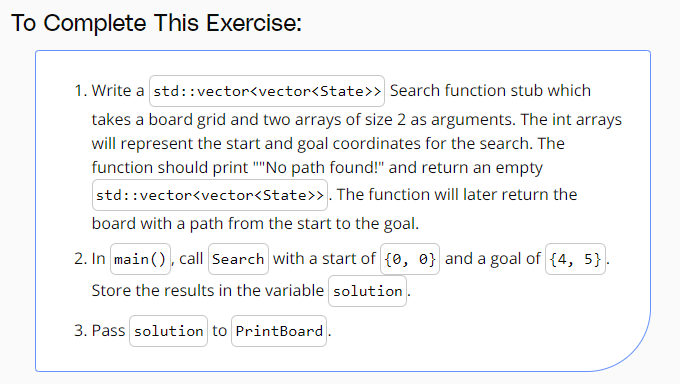 To Complete This Exercise:
1. Write a std::vector<vector<State>> Search function stub which
takes a board grid and two arrays of size 2 as arguments. The int arrays
will represent the start and goal coordinates for the search. The
function should print ""No path found!" and return an empty
std::vector<vector<State>>. The function will later return the
board with a path from the start to the goal.
2. In main(), call Search with a start of {0, 0} and a goal of {4, 5}.
Store the results in the variable solution.
3. Pass solution to PrintBoard.